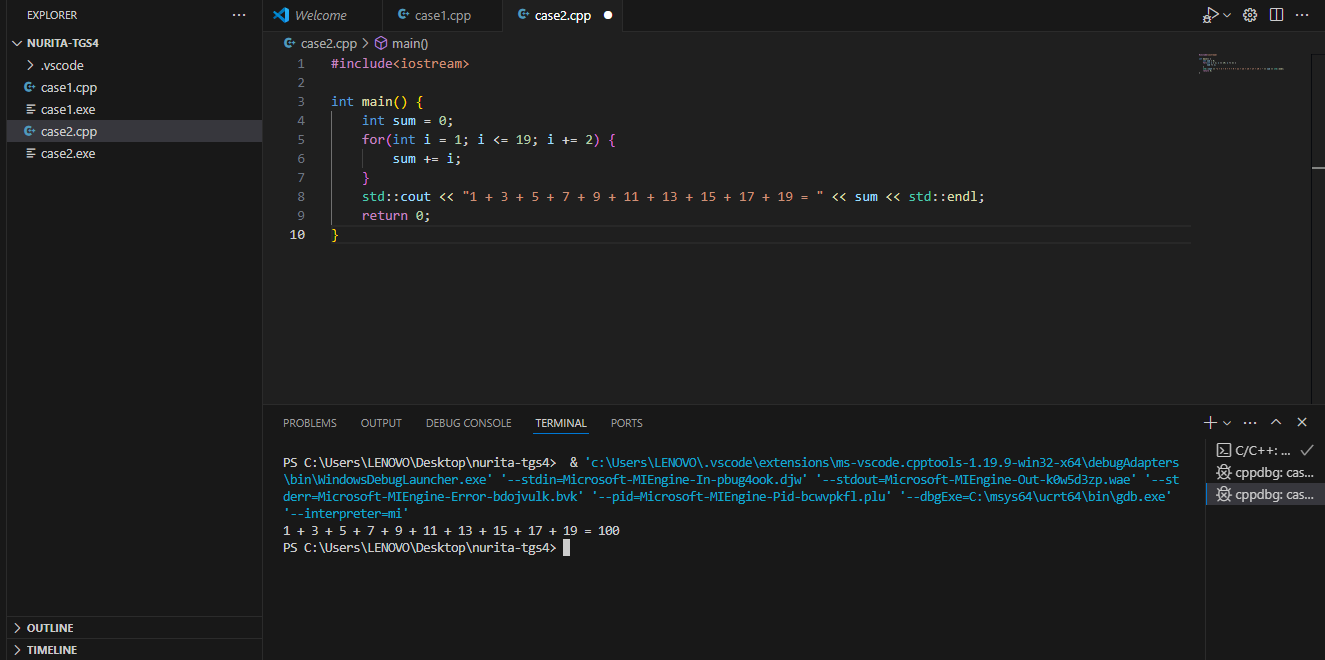 EXPLORER
NURITA-TGS4
.vscode
case1.cpp
case1.exe
case2.cpp
case2.exe
OUTLINE
TIMELINE
Welcome case1.cpp case2.cpp
case2.cpp > main()
1 #include<iostream>
2
3 int main() {
4 int sum = 0;
5 for(int i = 1; i <= 19; i += 2) {
6 sum += i;
7 }
8 std::cout << "1 + 3 + 5 + 7 + 9 + 11 + 13 + 15 + 17 + 19 = " << sum << std::endl;
9 return 0;
10 }
PROBLEMS OUTPUT DEBUG CONSOLE TERMINAL PORTS
PS C:\Users\LENOVO\Desktop\nurita-tgs4> & 'c:\Users\LENOVO\.vscode\extensions\ms-vscode.cpptools-1.19.9-win32-x64\debugAdapters
\bin\WindowsDebugLauncher.exe' '--stdin=Microsoft-MIEngine-In-pbug4ook.djw' '--stdout=Microsoft-MIEngine-Out-k0w5d3zp.wae' '--st
derr=Microsoft-MIEngine-Error-bdojvulk.bvk' '--pid=Microsoft-MIEngine-Pid-bcwvpkfl.plu' '--dbgExe=C:\msys64\ucrt64\bin\gdb.exe'
'--interpreter=mi'
1 + 3 + 5 + 7 + 9 + 11 + 13 + 15 + 17 + 19 = 100
PS C:\Users\LENOVO\Desktop\nurita-tgs4>
C/C++: ...
cppdbg: cas...
cppdbg: cas...